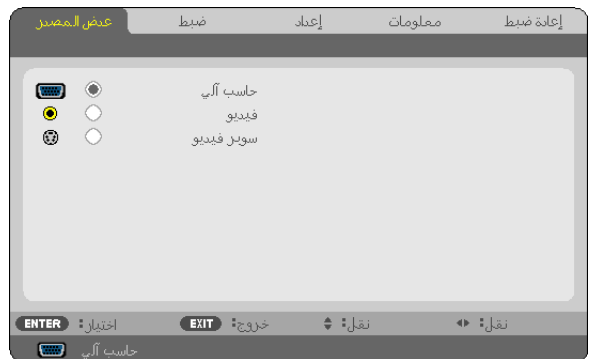 عرض المصدر ضبط إعداد معلومات إعادة ضبط
حاسب آلي
فيديو
سوبر فيديو
ENTER اختيار: EXIT خروج: نقل: نقل:
حاسب آلي